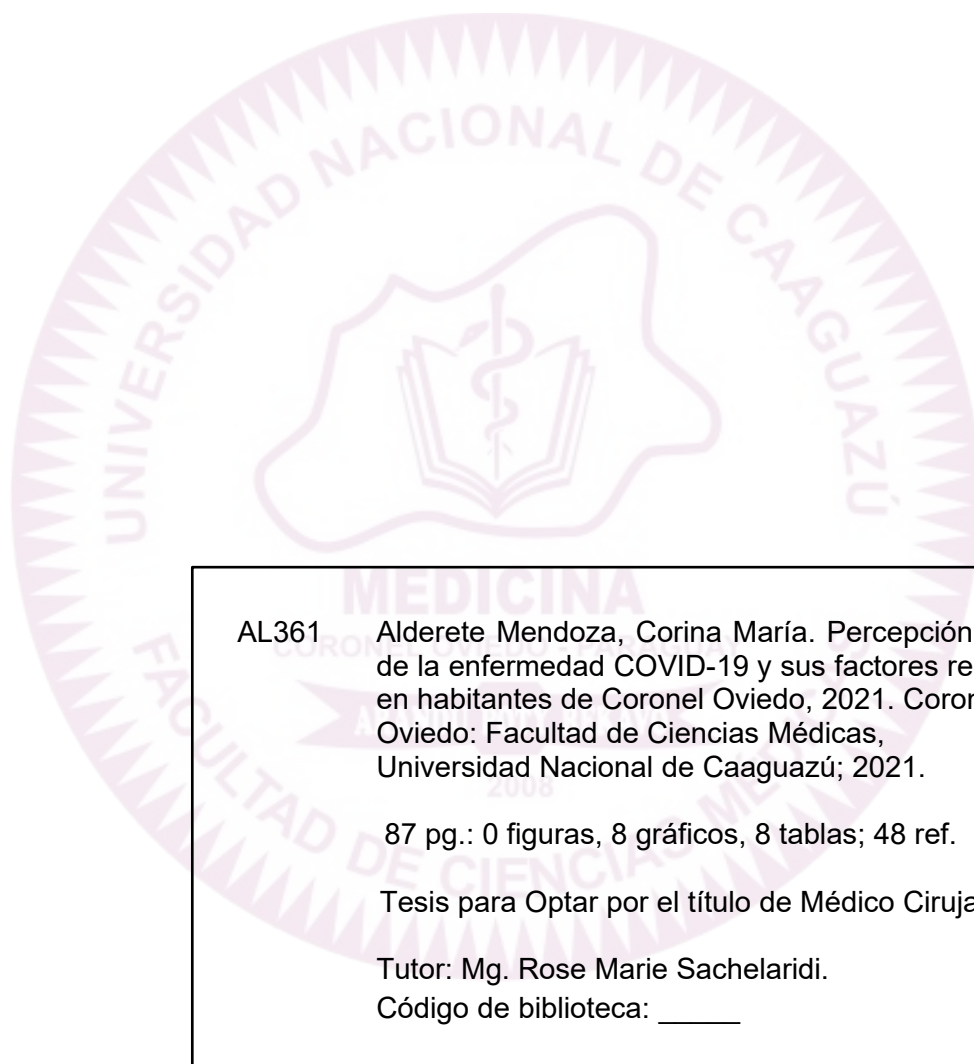 UNIVERSIDAD NACIONAL DE CAAGUAZÚ
MEDICINA
CORONEL OVIEDO - PARAGUAY
2008
FACULTAD DE CIENCIAS
AL361 Alderete Mendoza, Corina María. Percepción
de la enfermedad COVID-19 y sus factores re
en habitantes de Coronel Oviedo, 2021. Coron
Oviedo: Facultad de Ciencias Médicas,
Universidad Nacional de Caaguazú; 2021.
87 pg.: 0 figuras, 8 gráficos, 8 tablas; 48 ref.
Tesis para Optar por el título de Médico Ciruja
Tutor: Mg. Rose Marie Sachelaridi.
Código de biblioteca: _____